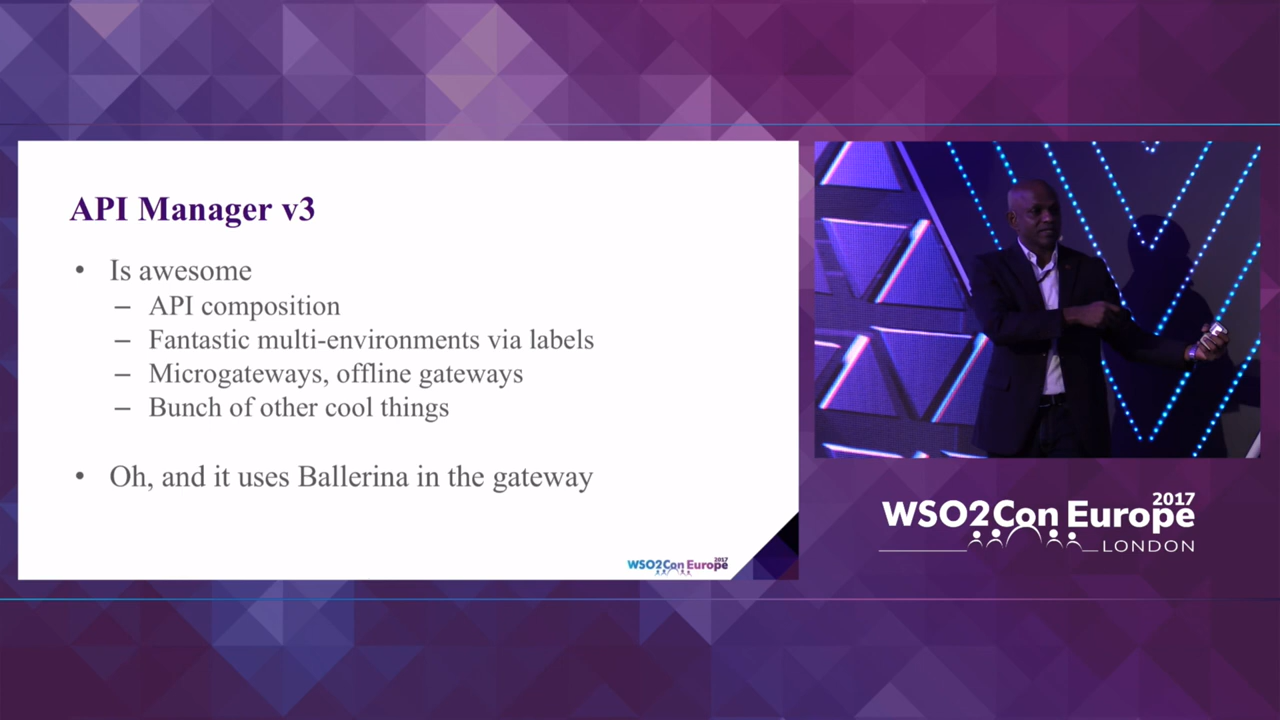 API Manager v3
• Is awesome
– API composition
– Fantastic multi-environments via labels
– Microgateways, offline gateways
– Bunch of other cool things
• Oh, and it uses Ballerina in the gateway
WSO2Con Europe 2017
WSO2Con Europe 2017
LONDON